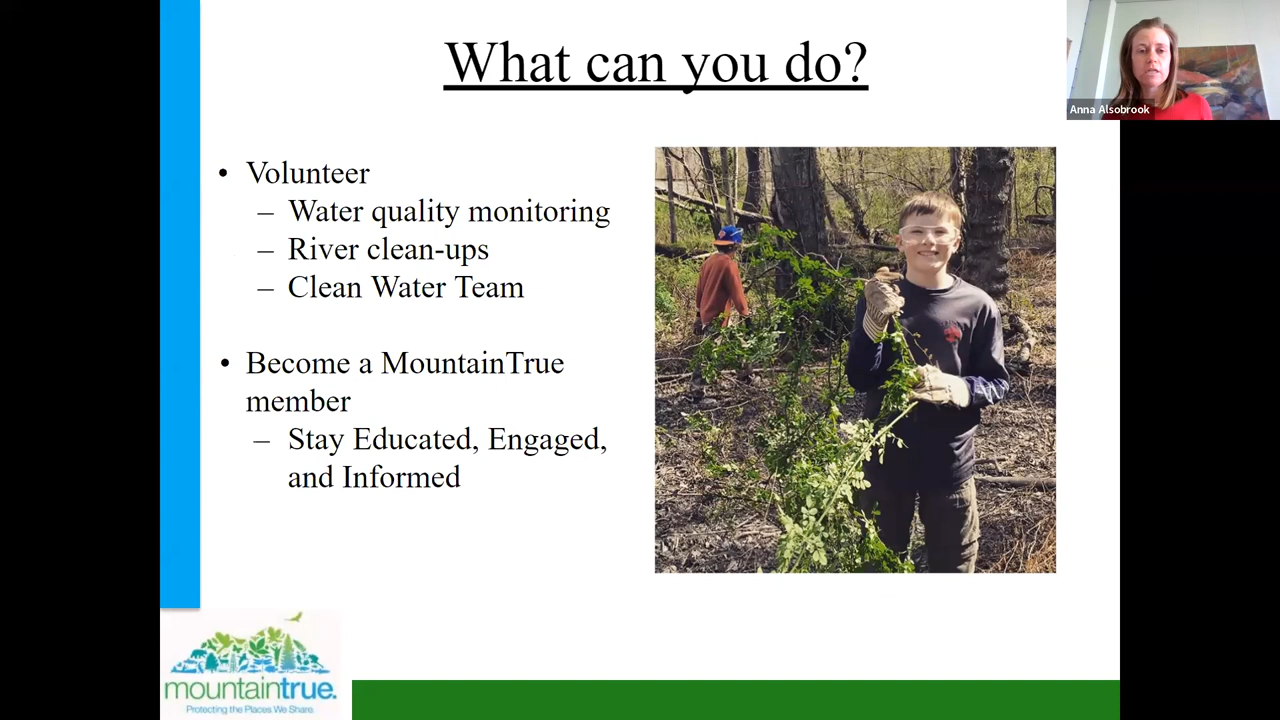 What can you do?
Anna Alsobrook
• Volunteer
– Water quality monitoring
– River clean-ups
– Clean Water Team
• Become a MountainTrue
member
– Stay Educated, Engaged,
and Informed
mountaintrue.
Protecting the Places We Share